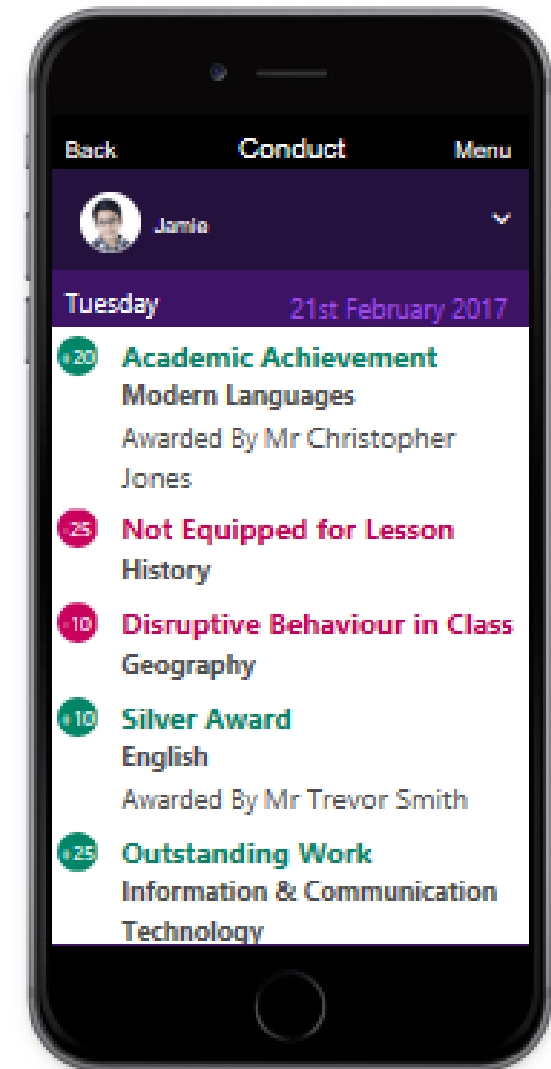 Back Conduct Menu
Jamie
Tuesday 21st February 2017
+20 Academic Achievement
Modern Languages
Awarded By Mr Christopher
Jones
-25 Not Equipped for Lesson
History
-10 Disruptive Behaviour in Class
Geography
+10 Silver Award
English
Awarded By Mr Trevor Smith
+25 Outstanding Work
Information & Communication
Technology